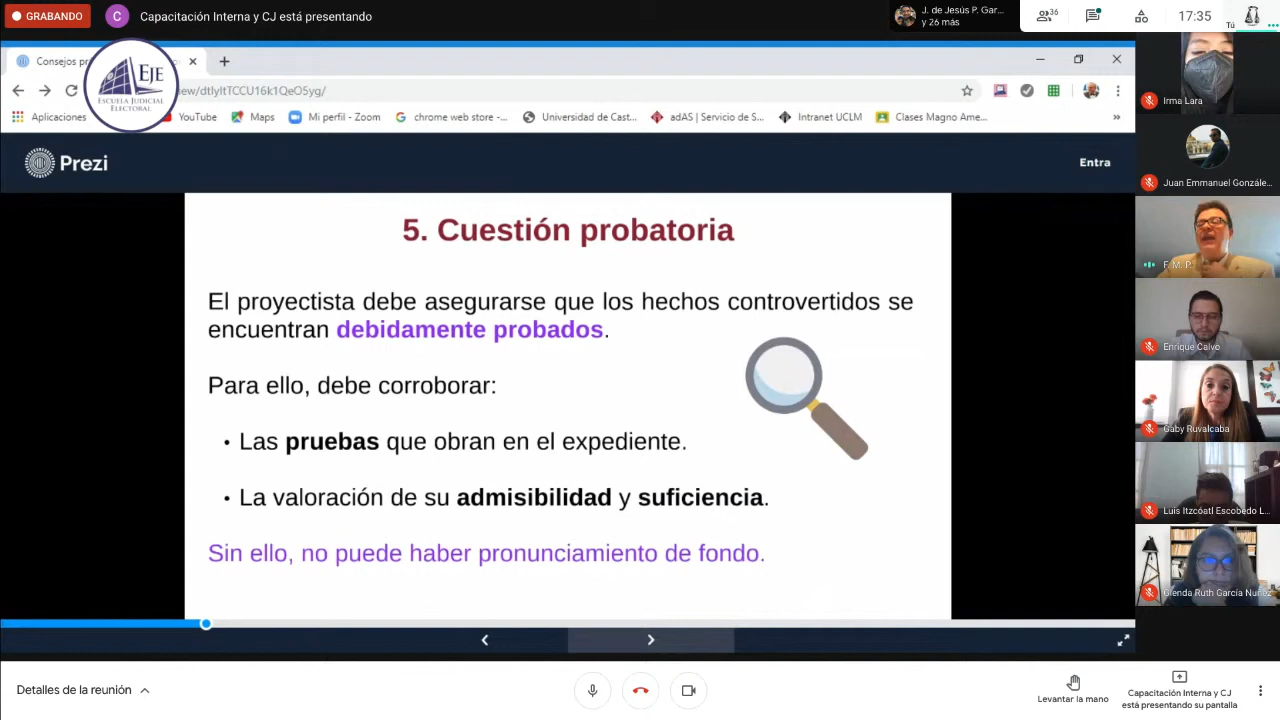 GRABANDO
C
Capacitación Interna y CJ está presentando
J. de Jesús P. Gar...
y 26 más
36
17:35
Tú
Consejos pr
EJE
ESCUELA JUDICIAL
ELECTORAL
ew/dtIyItTCCU16k1QeO5yg/
Aplicaciones
YouTube
Maps
Mi perfil - Zoom
chrome web store -...
Universidad de Cast...
adAS | Servicio de S...
Intranet UCLM
Clases Magno Ame...
»
Prezi
Entra
5. Cuestión probatoria
El proyectista debe asegurarse que los hechos controvertidos se
encuentran debidamente probados.
Para ello, debe corroborar:
• Las pruebas que obran en el expediente.
• La valoración de su admisibilidad y suficiencia.
Sin ello, no puede haber pronunciamiento de fondo.
Irma Lara
Juan Emmanuel Gonzále...
F. M. P.
Enrique Calvo
Gaby Ruvalcaba
Luis Itzcóatl Escobedo L...
Glenda Ruth García Nuñez
Detalles de la reunión
Levantar la mano
Capacitación Interna y CJ
está presentando su pantalla